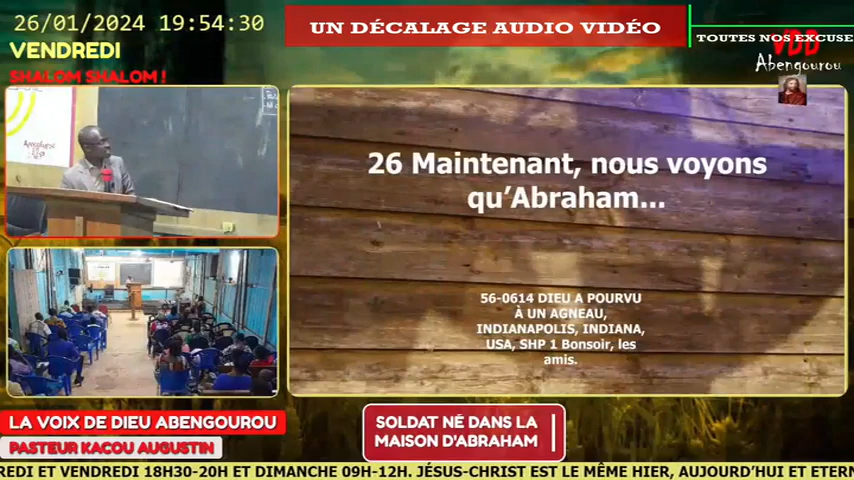 26/01/2024 19:54:30
VENDREDI
SHALOM SHALOM !
UN DÉCALAGE AUDIO VIDÉO
TOUTES NOS EXCUSE
VDD
Abengourou
26 Maintenant, nous voyons
qu’Abraham...
56-0614 DIEU A POURVU
À UN AGNEAU,
INDIANAPOLIS, INDIANA,
USA, SHP 1 Bonsoir, les
amis.
LA VOIX DE DIEU ABENGOUROU
PASTEUR KACOU AUGUSTIN
SOLDAT NÉ DANS LA
MAISON D'ABRAHAM
REDI ET VENDREDI 18H30-20H ET DIMANCHE 09H-12H. JÉSUS-CHRIST EST LE MÊME HIER, AUJOURD’HUI ET ETERN